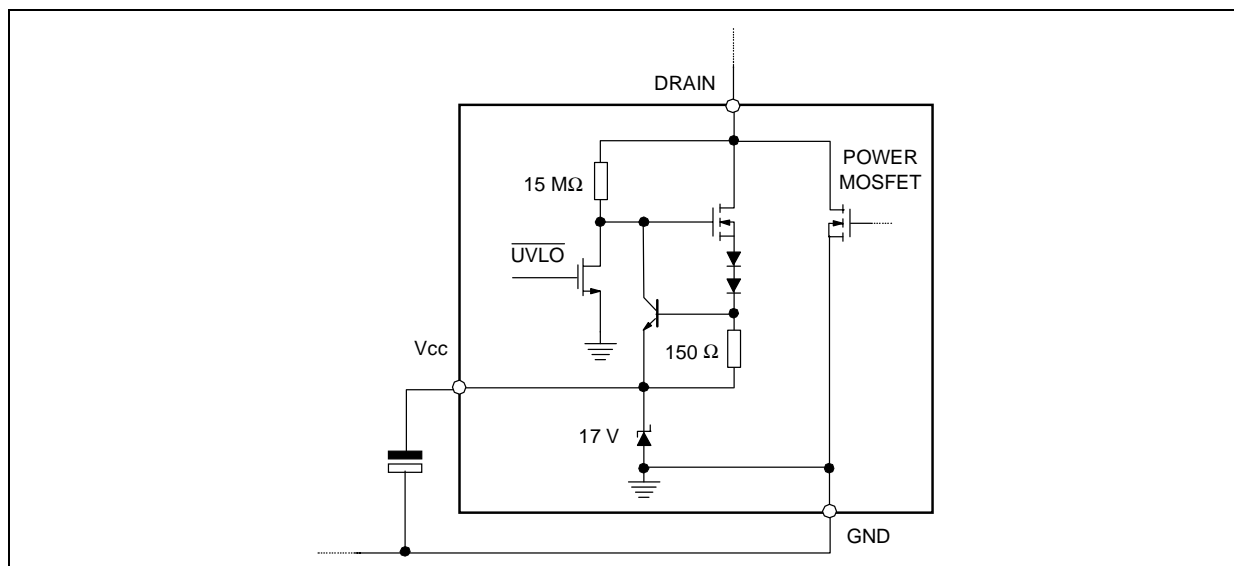 DRAIN
POWER
MOSFET
15 MΩ
UVLO
Vcc
150 Ω
17 V
GND